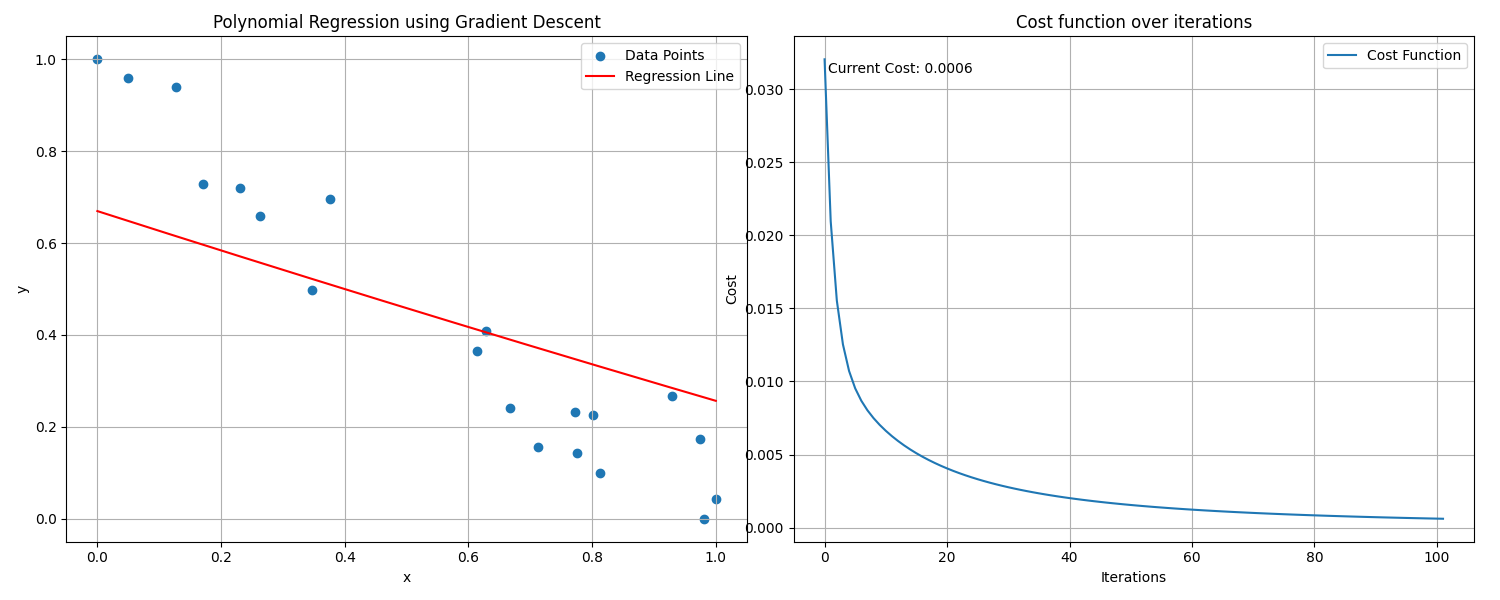 Polynomial Regression using Gradient Descent
Data Points
Regression Line
1.0
0.8
0.6
0.4
0.2
0.0
y
0.0 0.2 0.4 0.6 0.8 1.0
x
Cost function over iterations
Current Cost: 0.0006
Cost Function
0.030
0.025
0.020
0.015
0.010
0.005
0.000
Cost
0 20 40 60 80 100
Iterations